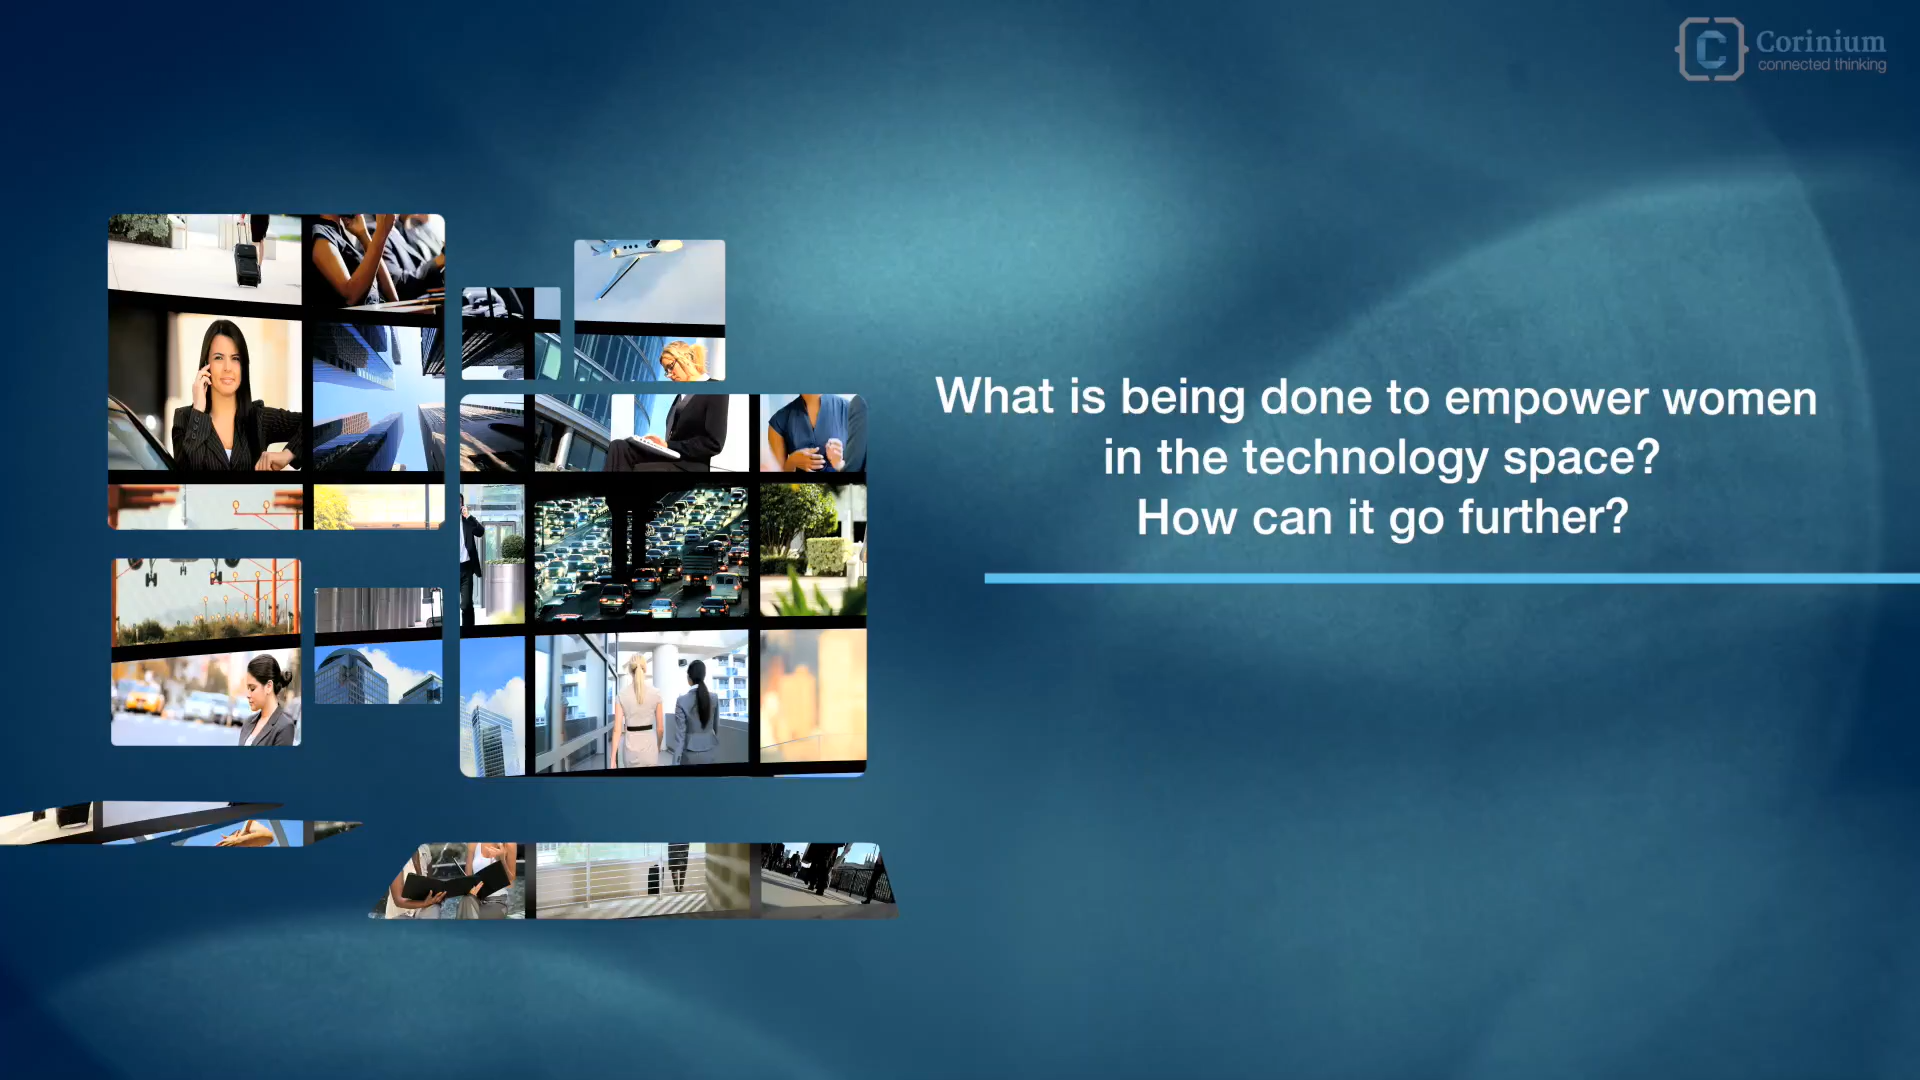 Corinium
connected thinking
What is being done to empower women
in the technology space?
How can it go further?